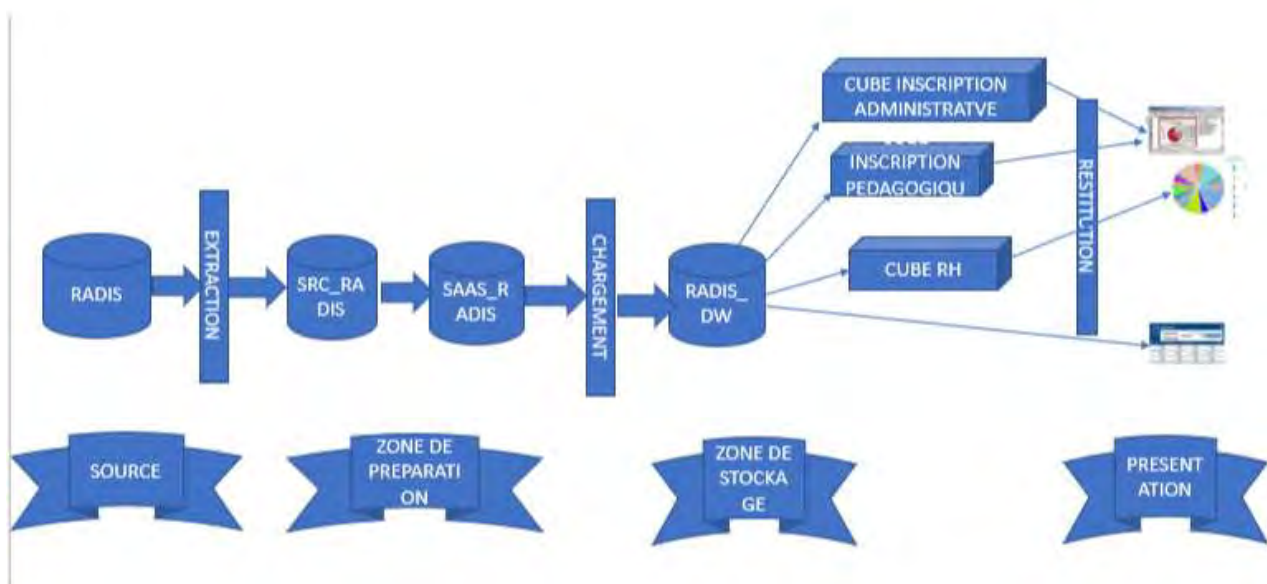 CUBE INSCRIPTION
ADMINISTRATVE
INSCRIPTION
PEDAGOGIQU
CUBE RH
RESTITUTION
EXTRACTION
CHARGEMENT
RADIS
SRC_RA
DIS
SAAS_R
ADIS
RADIS_
DW
SOURCE
ZONE DE
PREPARATI
ON
ZONE DE
STOCKA
GE
PRESENT
ATION